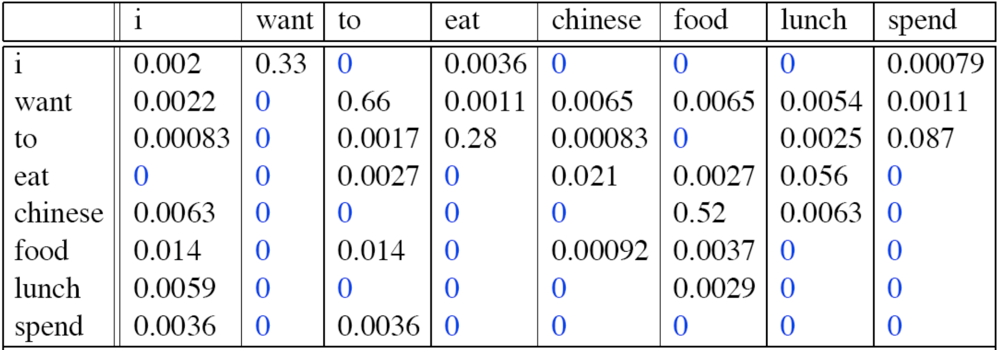 i want to eat chinese food lunch spend
i 0.002 0.33 0 0.0036 0 0 0 0.00079
want 0.0022 0 0.66 0.0011 0.0065 0.0065 0.0054 0.0011
to 0.00083 0 0.0017 0.28 0.00083 0 0.0025 0.087
eat 0 0 0.0027 0 0.021 0.0027 0.056 0
chinese 0.0063 0 0 0 0 0.52 0.0063 0
food 0.014 0 0.014 0 0.00092 0.0037 0 0
lunch 0.0059 0 0 0 0 0.0029 0 0
spend 0.0036 0 0.0036 0 0 0 0 0